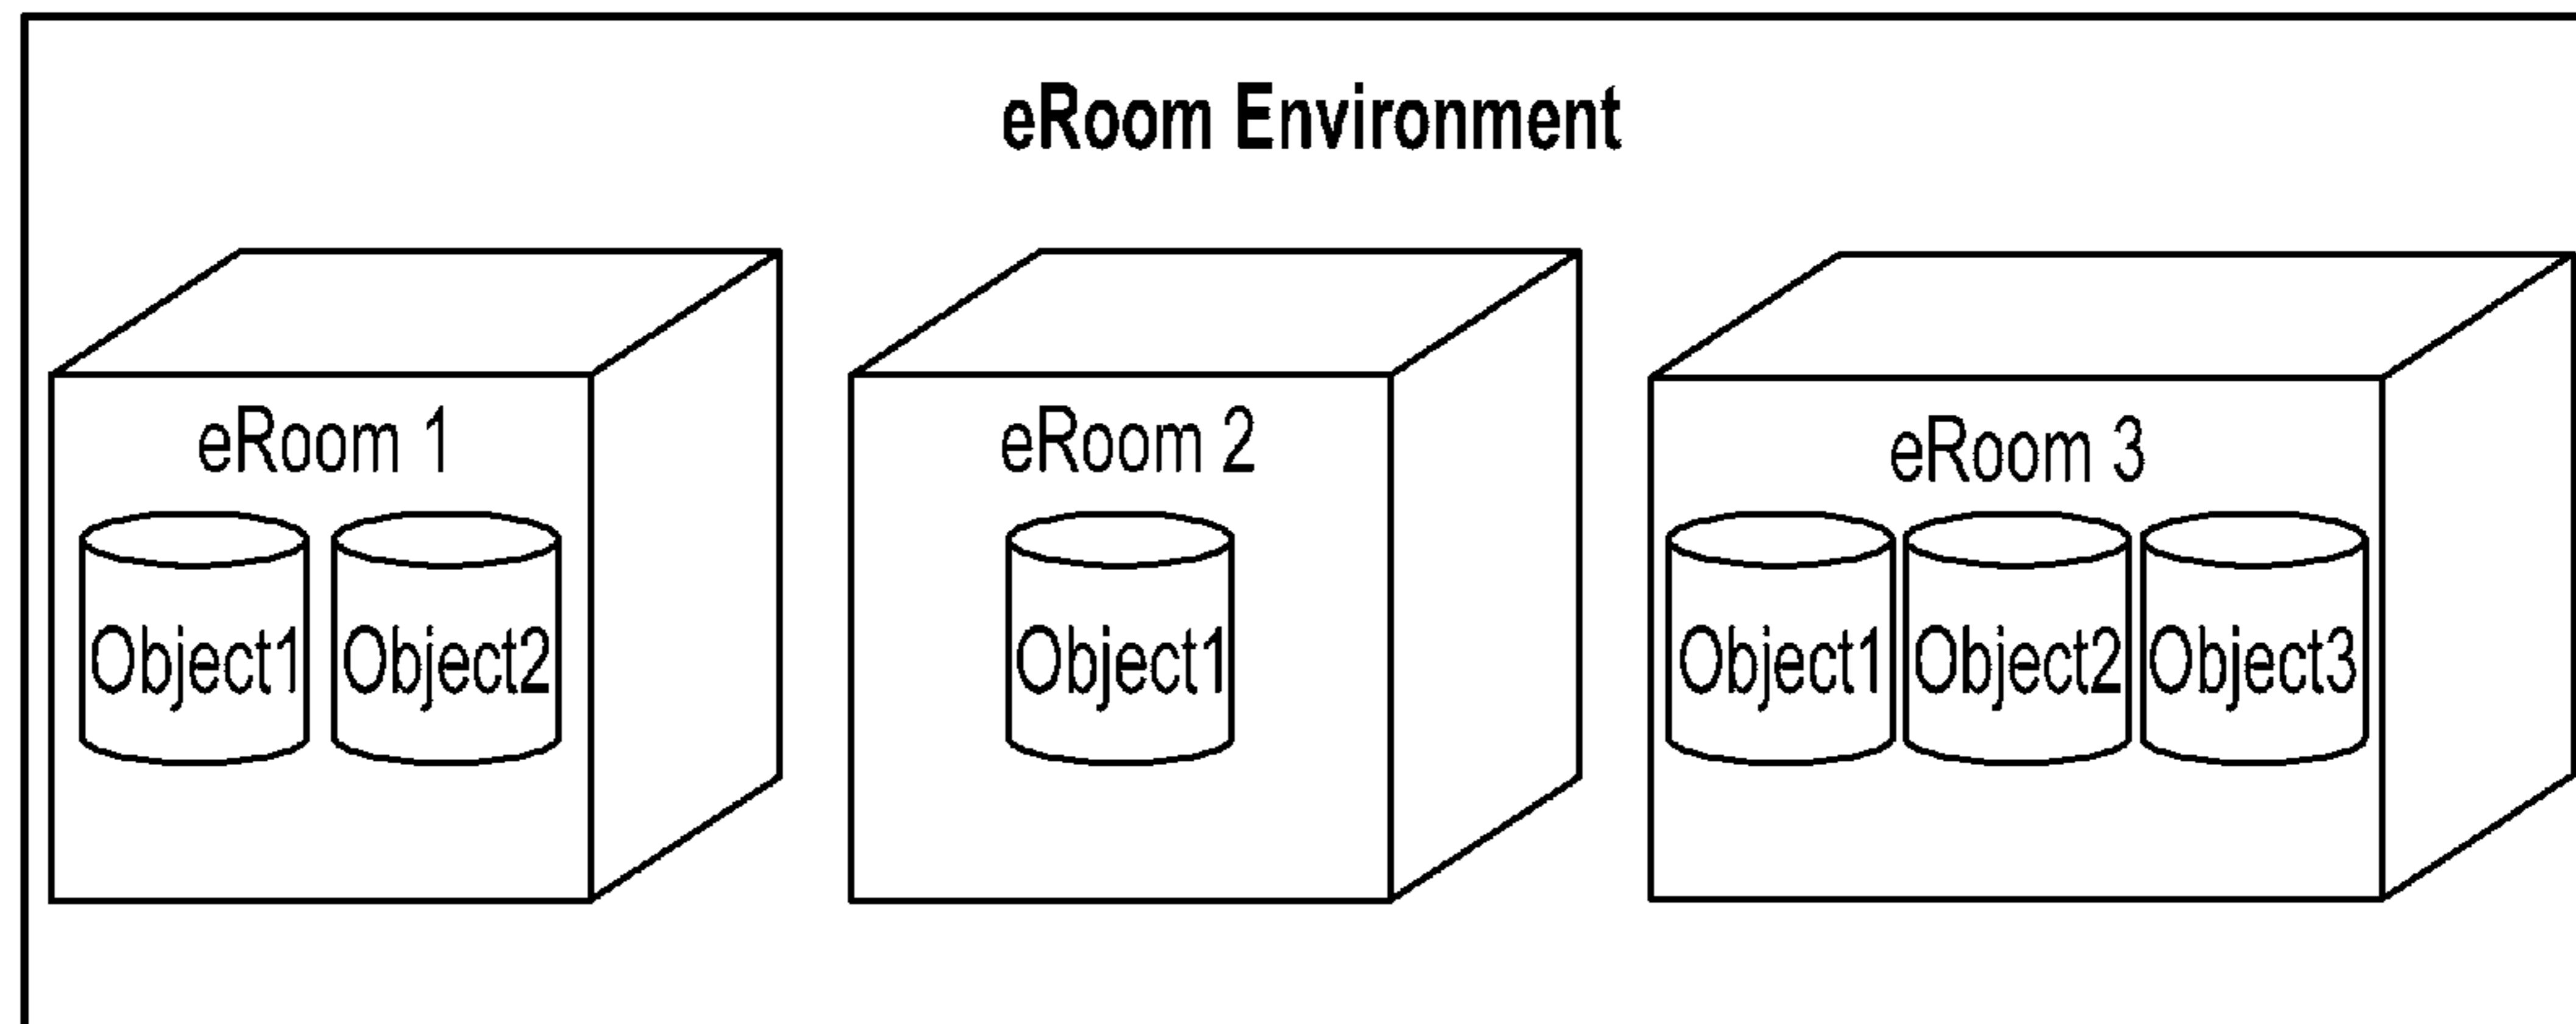 eRoom Environment
eRoom 1
Object1 Object2
eRoom 2
Object1
eRoom 3
Object1 Object2 Object3